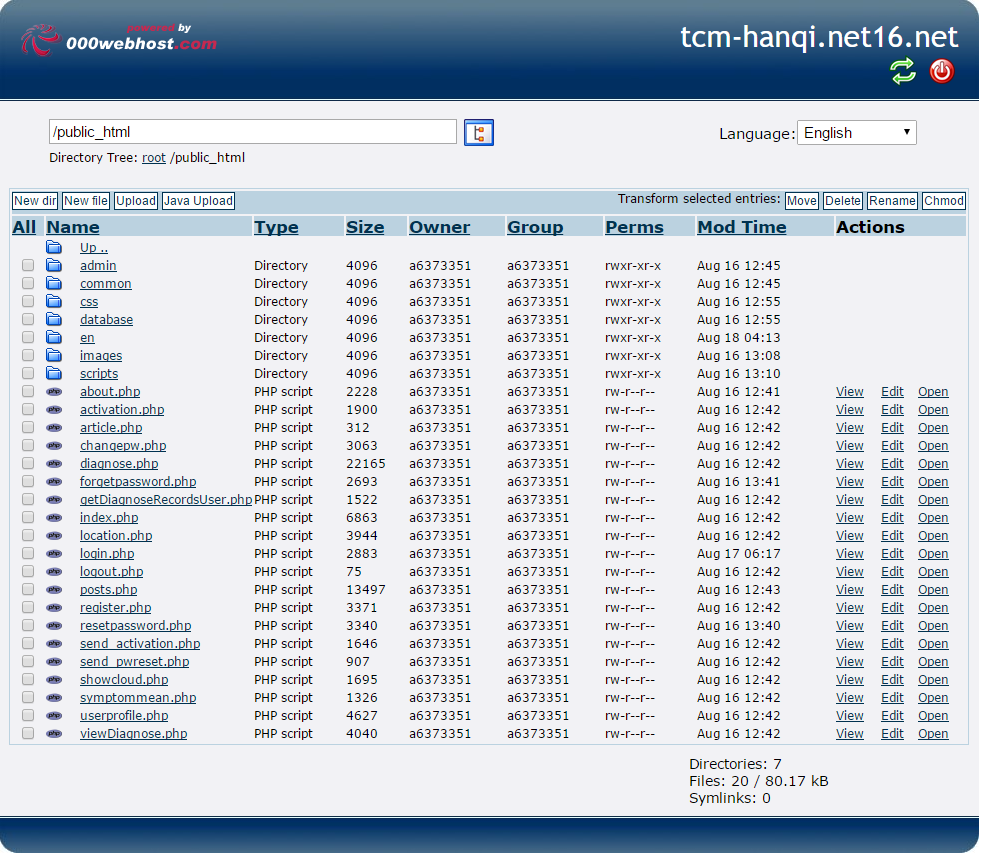 powered by
000webhost.com
tcm-hanqi.net16.net
/public_html
Language: English
Directory Tree: root /public_html
New dir New file Upload Java Upload Transform selected entries: Move Delete Rename Chmod
All Name Type Size Owner Group Perms Mod Time Actions
Up ..
admin Directory 4096 a6373351 a6373351 rwxr-xr-x Aug 16 12:45
common Directory 4096 a6373351 a6373351 rwxr-xr-x Aug 16 12:45
css Directory 4096 a6373351 a6373351 rwxr-xr-x Aug 16 12:55
database Directory 4096 a6373351 a6373351 rwxr-xr-x Aug 16 12:55
en Directory 4096 a6373351 a6373351 rwxr-xr-x Aug 18 04:13
images Directory 4096 a6373351 a6373351 rwxr-xr-x Aug 16 13:08
scripts Directory 4096 a6373351 a6373351 rwxr-xr-x Aug 16 13:10
php about.php PHP script 2228 a6373351 a6373351 rw-r--r-- Aug 16 12:41 View Edit Open
php activation.php PHP script 1900 a6373351 a6373351 rw-r--r-- Aug 16 12:42 View Edit Open
php article.php PHP script 312 a6373351 a6373351 rw-r--r-- Aug 16 12:42 View Edit Open
php changepw.php PHP script 3063 a6373351 a6373351 rw-r--r-- Aug 16 12:42 View Edit Open
php diagnose.php PHP script 22165 a6373351 a6373351 rw-r--r-- Aug 16 12:42 View Edit Open
php forgetpassword.php PHP script 2693 a6373351 a6373351 rw-r--r-- Aug 16 13:41 View Edit Open
php getDiagnoseRecordsUser.php PHP script 1522 a6373351 a6373351 rw-r--r-- Aug 16 12:42 View Edit Open
php index.php PHP script 6863 a6373351 a6373351 rw-r--r-- Aug 16 12:42 View Edit Open
php location.php PHP script 3944 a6373351 a6373351 rw-r--r-- Aug 16 12:42 View Edit Open
php login.php PHP script 2883 a6373351 a6373351 rw-r--r-- Aug 17 06:17 View Edit Open
php logout.php PHP script 75 a6373351 a6373351 rw-r--r-- Aug 16 12:42 View Edit Open
php posts.php PHP script 13497 a6373351 a6373351 rw-r--r-- Aug 16 12:43 View Edit Open
php register.php PHP script 3371 a6373351 a6373351 rw-r--r-- Aug 16 12:42 View Edit Open
php resetpassword.php PHP script 3340 a6373351 a6373351 rw-r--r-- Aug 16 13:40 View Edit Open
php send_activation.php PHP script 1646 a6373351 a6373351 rw-r--r-- Aug 16 12:42 View Edit Open
php send_pwreset.php PHP script 907 a6373351 a6373351 rw-r--r-- Aug 16 12:42 View Edit Open
php showcloud.php PHP script 1695 a6373351 a6373351 rw-r--r-- Aug 16 12:42 View Edit Open
php symptommean.php PHP script 1326 a6373351 a6373351 rw-r--r-- Aug 16 12:42 View Edit Open
php userprofile.php PHP script 4627 a6373351 a6373351 rw-r--r-- Aug 16 12:42 View Edit Open
php viewDiagnose.php PHP script 4040 a6373351 a6373351 rw-r--r-- Aug 16 12:42 View Edit Open
Directories: 7
Files: 20 / 80.17 kB
Symlinks: 0